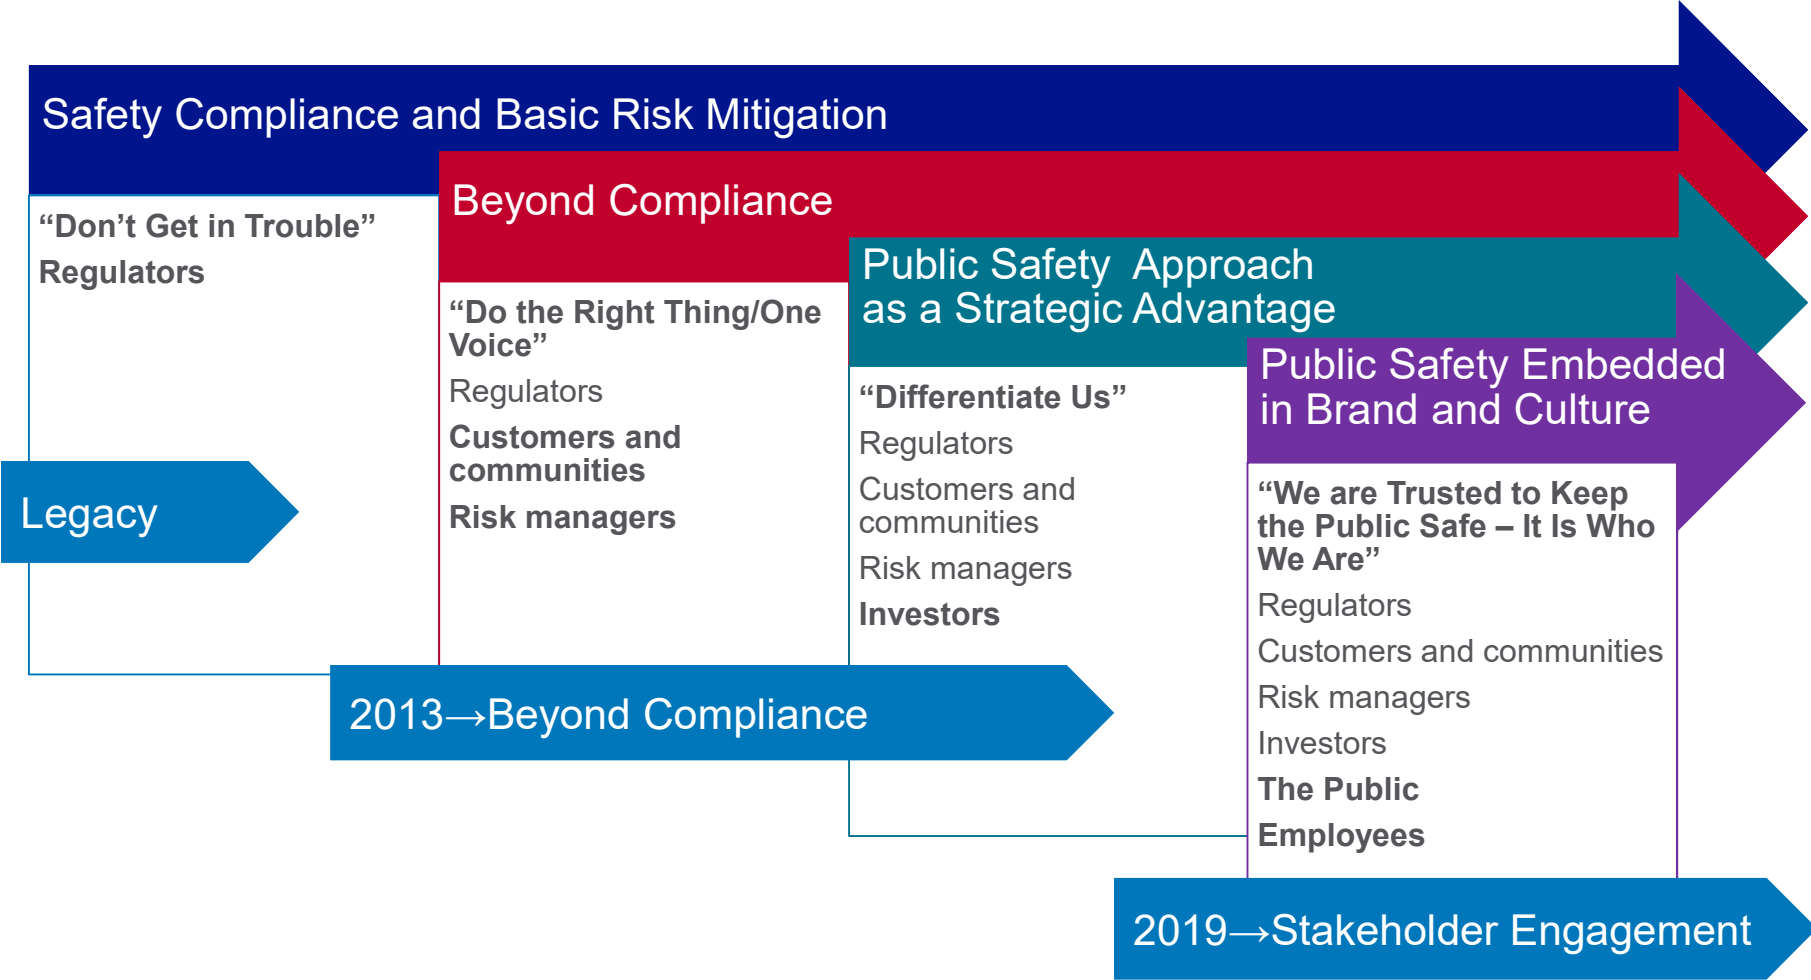 Safety Compliance and Basic Risk Mitigation
“Don’t Get in Trouble”
Regulators
Legacy
Beyond Compliance
“Do the Right Thing/One
Voice”
Regulators
Customers and
communities
Risk managers
2013→Beyond Compliance
Public Safety  Approach
as a Strategic Advantage
“Differentiate Us”
Regulators
Customers and
communities
Risk managers
Investors
Public Safety Embedded
in Brand and Culture
“We are Trusted to Keep
the Public Safe – It Is Who
We Are”
Regulators
Customers and communities
Risk managers
Investors
The Public
Employees
2019→Stakeholder Engagement